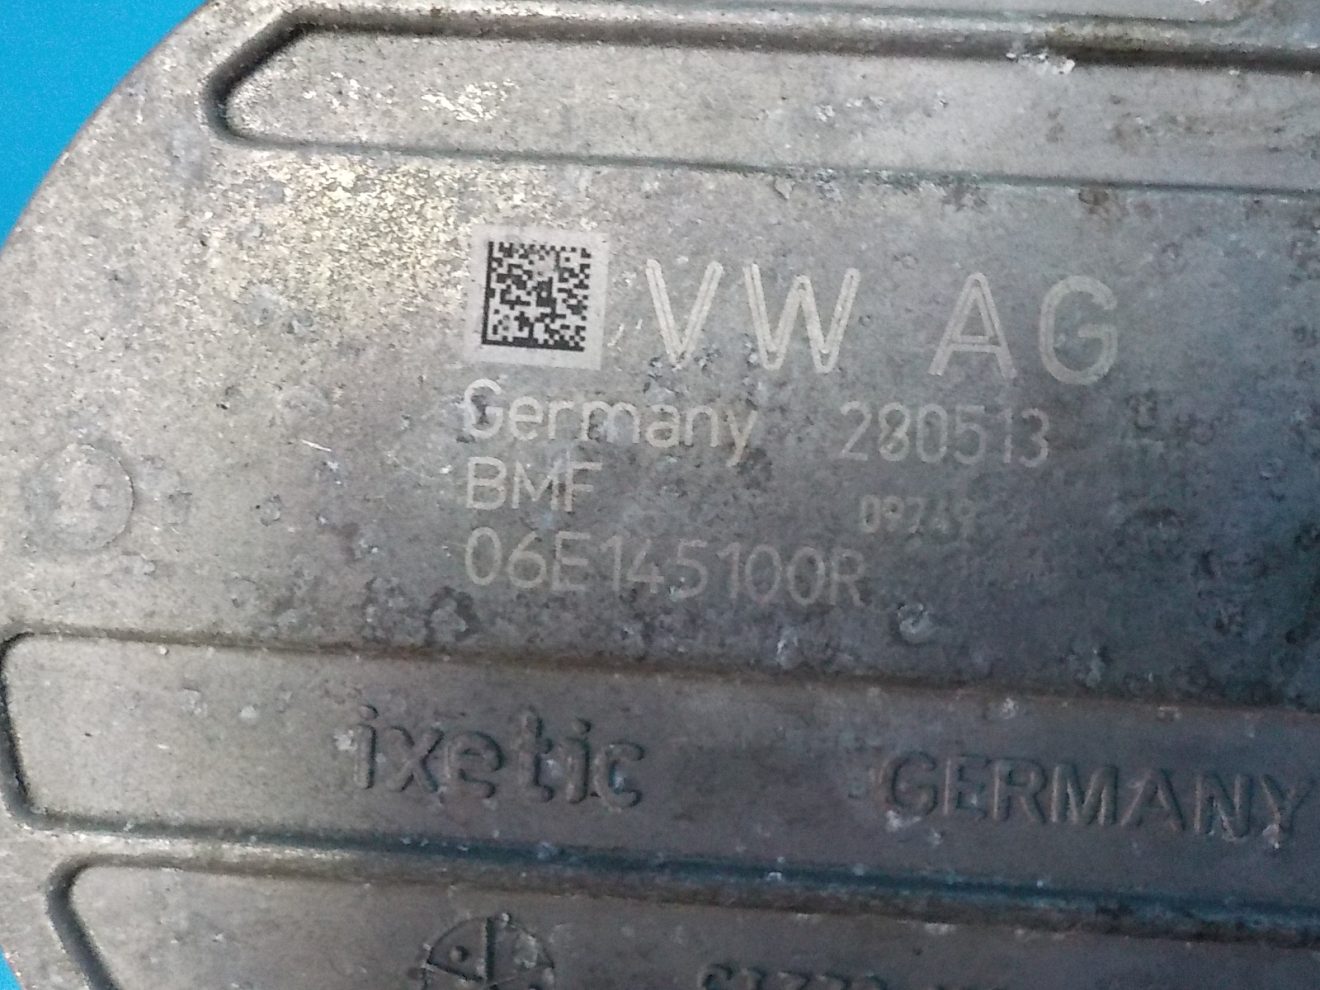 VW AG
Germany 280513
BMF 09749
06E145100R
ixetic GERMANY